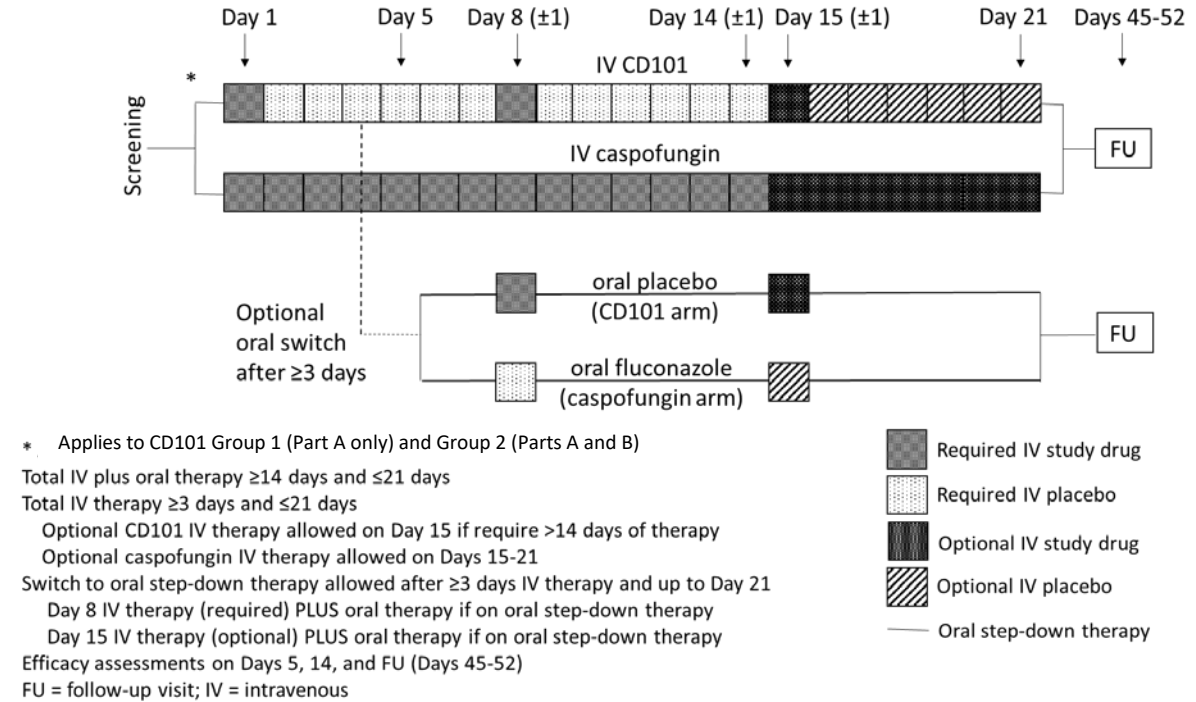 Day 1
Day 5
Day 8 (±1)
Day 14 (±1)
Day 15 (±1)
Day 21
Days 45-52
*
IV CD101
Screening
IV caspofungin
FU
Optional
oral switch
after ≥3 days
oral placebo
(CD101 arm)
oral fluconazole
(caspofungin arm)
FU
* Applies to CD101 Group 1 (Part A only) and Group 2 (Parts A and B)
Total IV plus oral therapy ≥14 days and ≤21 days
Total IV therapy ≥3 days and ≤21 days
Optional CD101 IV therapy allowed on Day 15 if require >14 days of therapy
Optional caspofungin IV therapy allowed on Days 15-21
Switch to oral step-down therapy allowed after ≥3 days IV therapy and up to Day 21
Day 8 IV therapy (required) PLUS oral therapy if on oral step-down therapy
Day 15 IV therapy (optional) PLUS oral therapy if on oral step-down therapy
Efficacy assessments on Days 5, 14, and FU (Days 45-52)
FU = follow-up visit; IV = intravenous
Required IV study drug
Required IV placebo
Optional IV study drug
Optional IV placebo
Oral step-down therapy